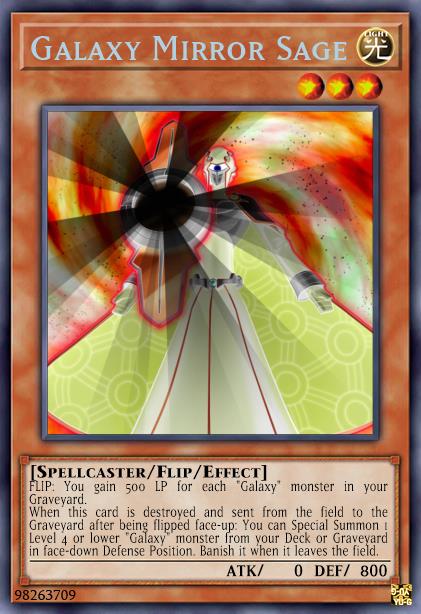 GALAXY MIRROR SAGE
LIGHT
光
[SPELLCASTER/FLIP/EFFECT]
FLIP: You gain 500 LP for each "Galaxy" monster in your
Graveyard.
When this card is destroyed and sent from the field to the
Graveyard after being flipped face-up: You can Special Summon 1
Level 4 or lower "Galaxy" monster from your Deck or Graveyard
in face-down Defense Position. Banish it when it leaves the field.
ATK/ 0 DEF/ 800
98263709